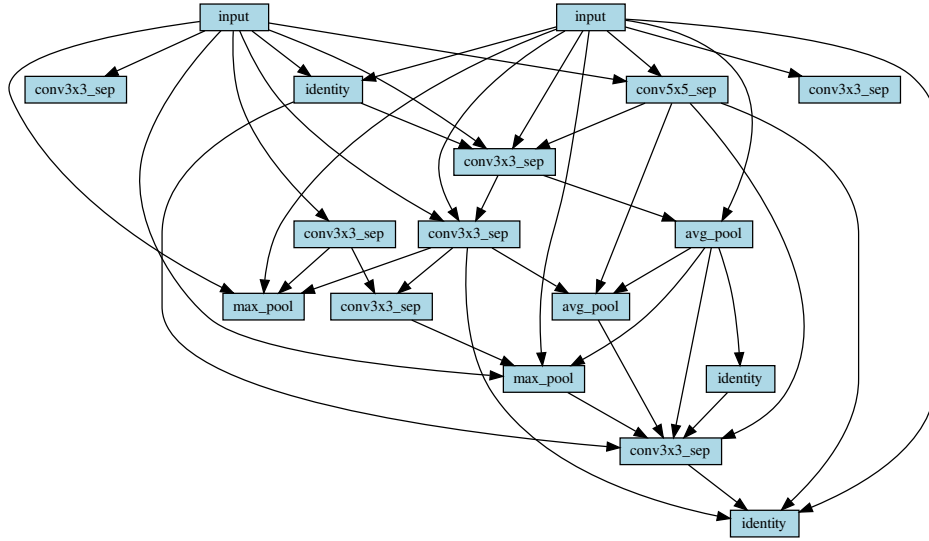 input
input
conv3x3_sep
identity
conv5x5_sep
conv3x3_sep
conv3x3_sep
conv3x3_sep
conv3x3_sep
avg_pool
max_pool
conv3x3_sep
avg_pool
max_pool
identity
conv3x3_sep
identity